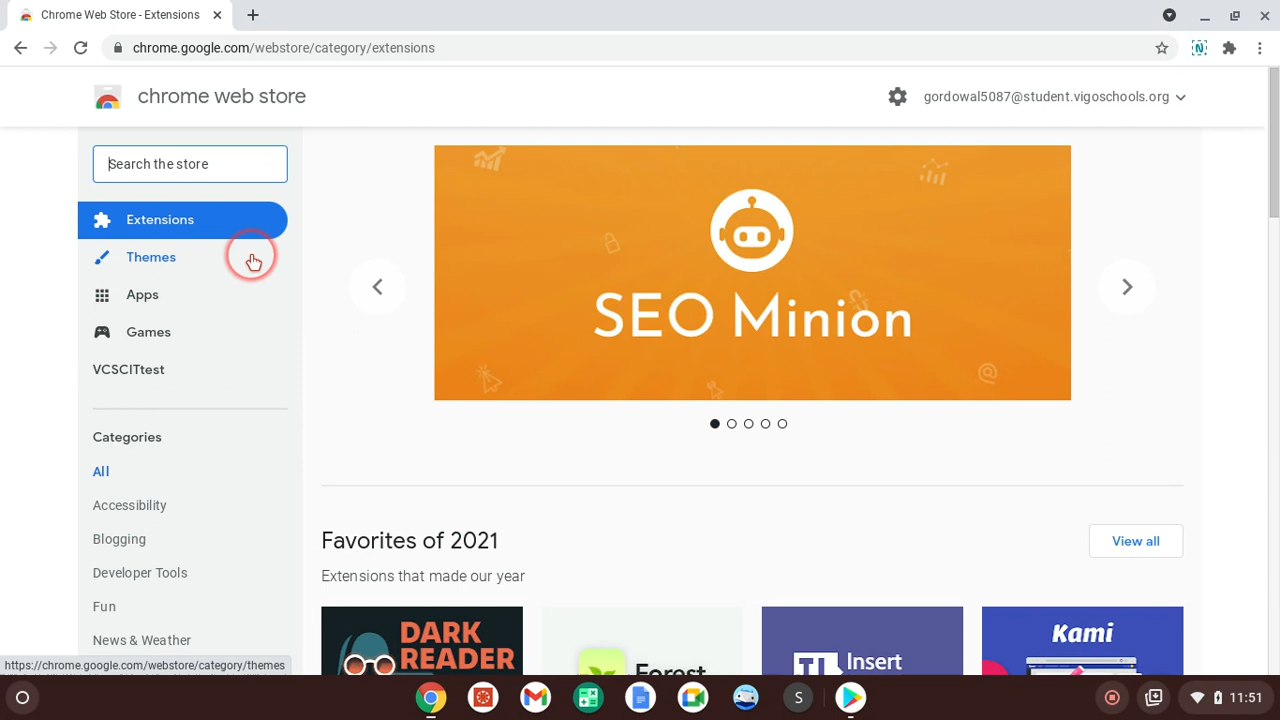 Chrome Web Store - Extensions
chrome.google.com/webstore/category/extensions
chrome web store
gordowal5087@student.vigoschools.org
Search the store
Extensions
Themes
Apps
Games
VCSCITtest
Categories
All
Accessibility
Blogging
Developer Tools
Fun
News & Weather
SEO Minion
Favorites of 2021
View all
Extensions that made our year
DARK
READER
Forest
Insert
Kami
https://chrome.google.com/webstore/category/themes
S
11:51